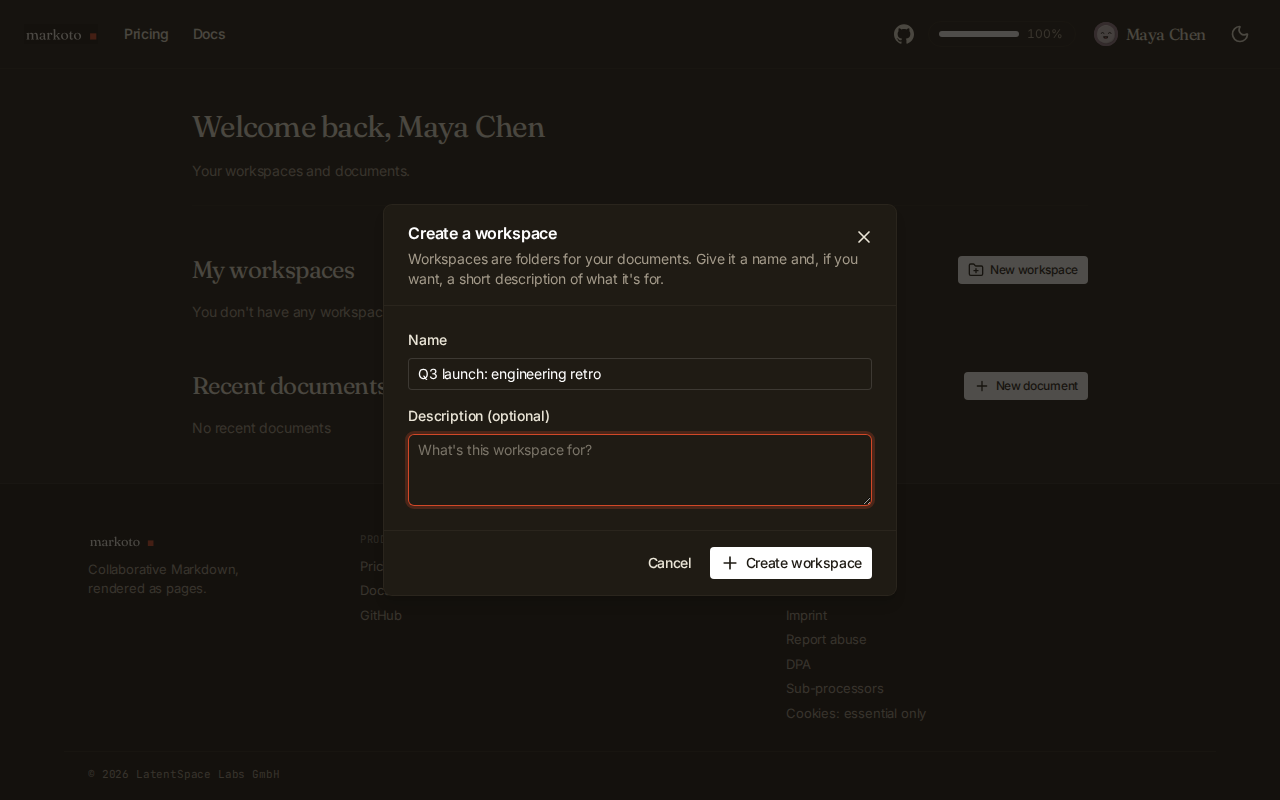 markoto
Pricing
Docs
100%
Maya Chen
Welcome back, Maya Chen
Your workspaces and documents.
My workspaces
New workspace
You don't have any workspac
Recent documents
New document
No recent documents
Create a workspace
Workspaces are folders for your documents. Give it a name and, if you
want, a short description of what it's for.
Name
Q3 launch: engineering retro
Description (optional)
What's this workspace for?
Cancel
Create workspace
markoto
Collaborative Markdown,
rendered as pages.
GitHub
Imprint
Report abuse
DPA
Sub-processors
Cookies: essential only
© 2026 LatentSpace Labs GmbH